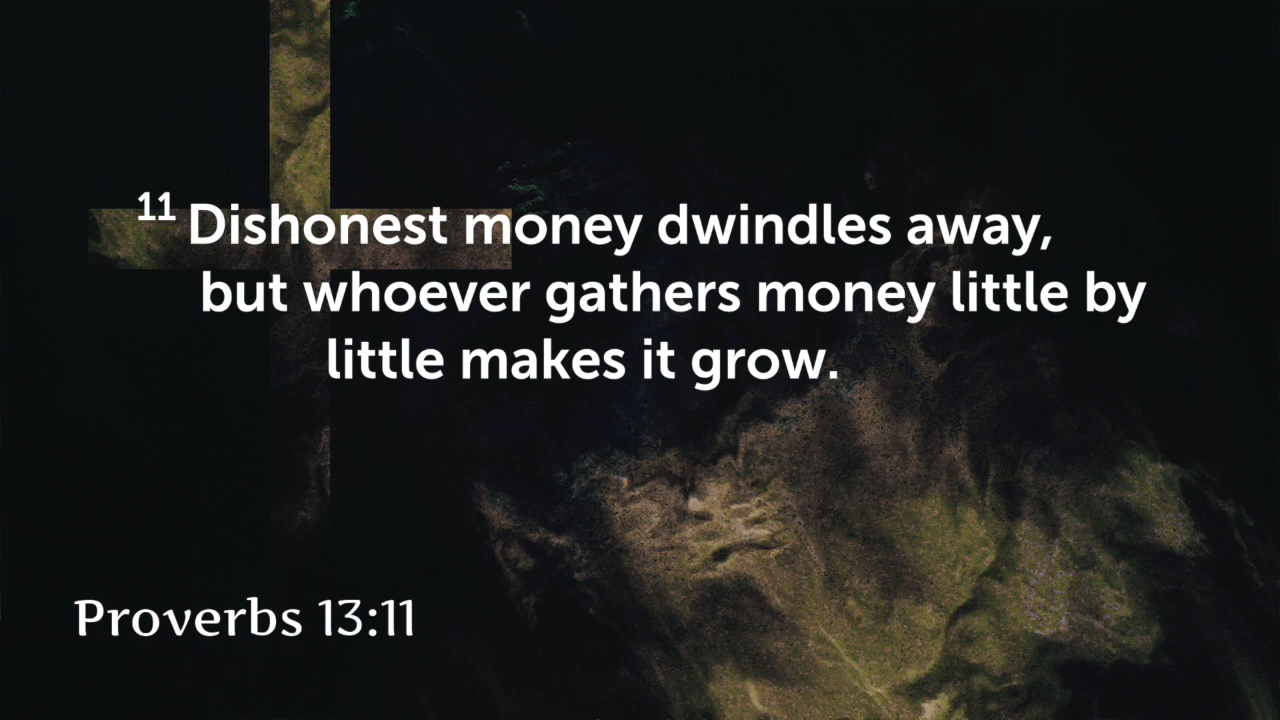 11 Dishonest money dwindles away,
but whoever gathers money little by
little makes it grow.
Proverbs 13:11